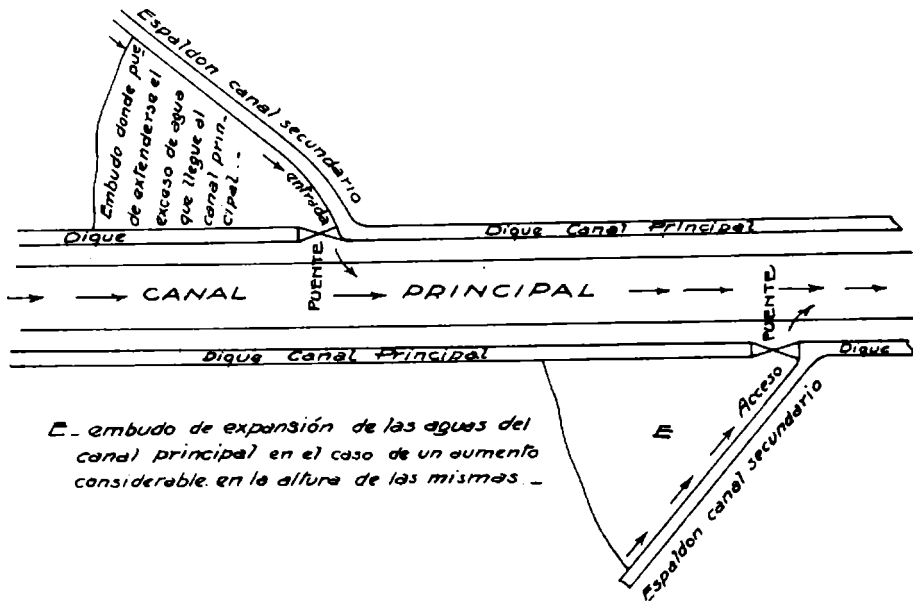 Espaldon canal secundario
Embudo donde pue-
de extenderse el
exceso de agua
que llegue al
canal prin-
cipal..
entrada
Dique
PUENTE
Dique Canal Principal
CANAL PRINCIPAL
PUENTE
Dique Canal Principal
Dique
Acceso
E
Espaldon canal secundario
E_ embudo de expansión de las aguas del
canal principal en el caso de un aumento
considerable. en la altura de las mismas _